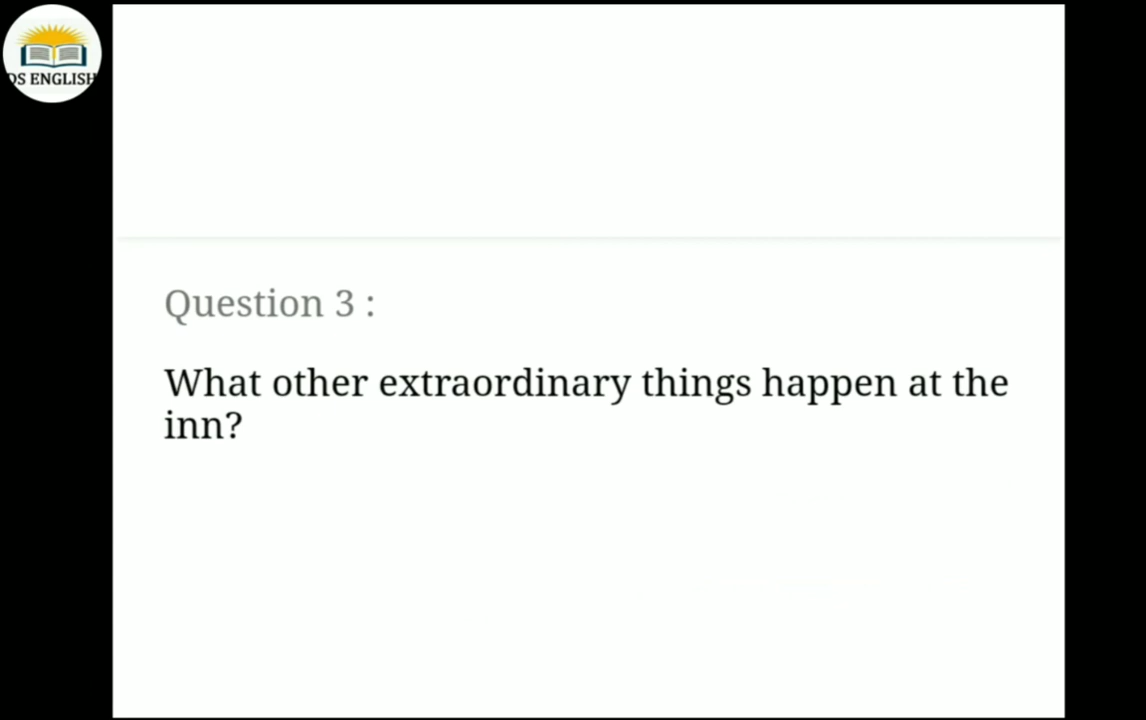 DS ENGLISH
Question 3 :
What other extraordinary things happen at the
inn?